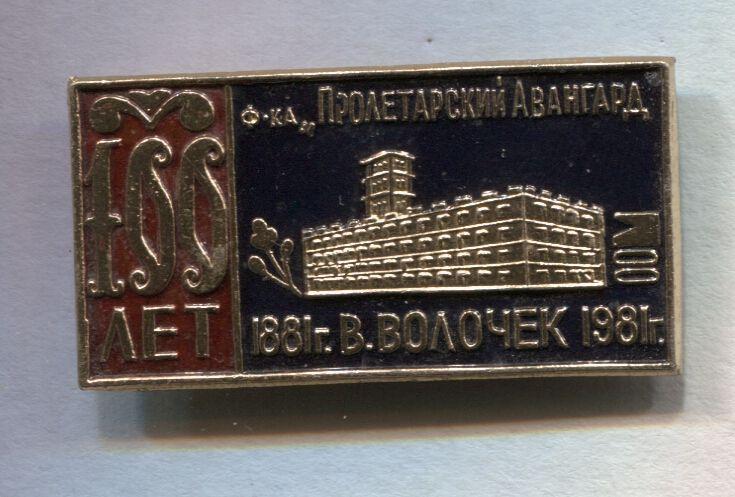 100
ЛЕТ
Ф-КА „ПРОЛЕТАРСКИЙ АВАНГАРД
1881г. В.ВОЛОЧЕК 1981г.